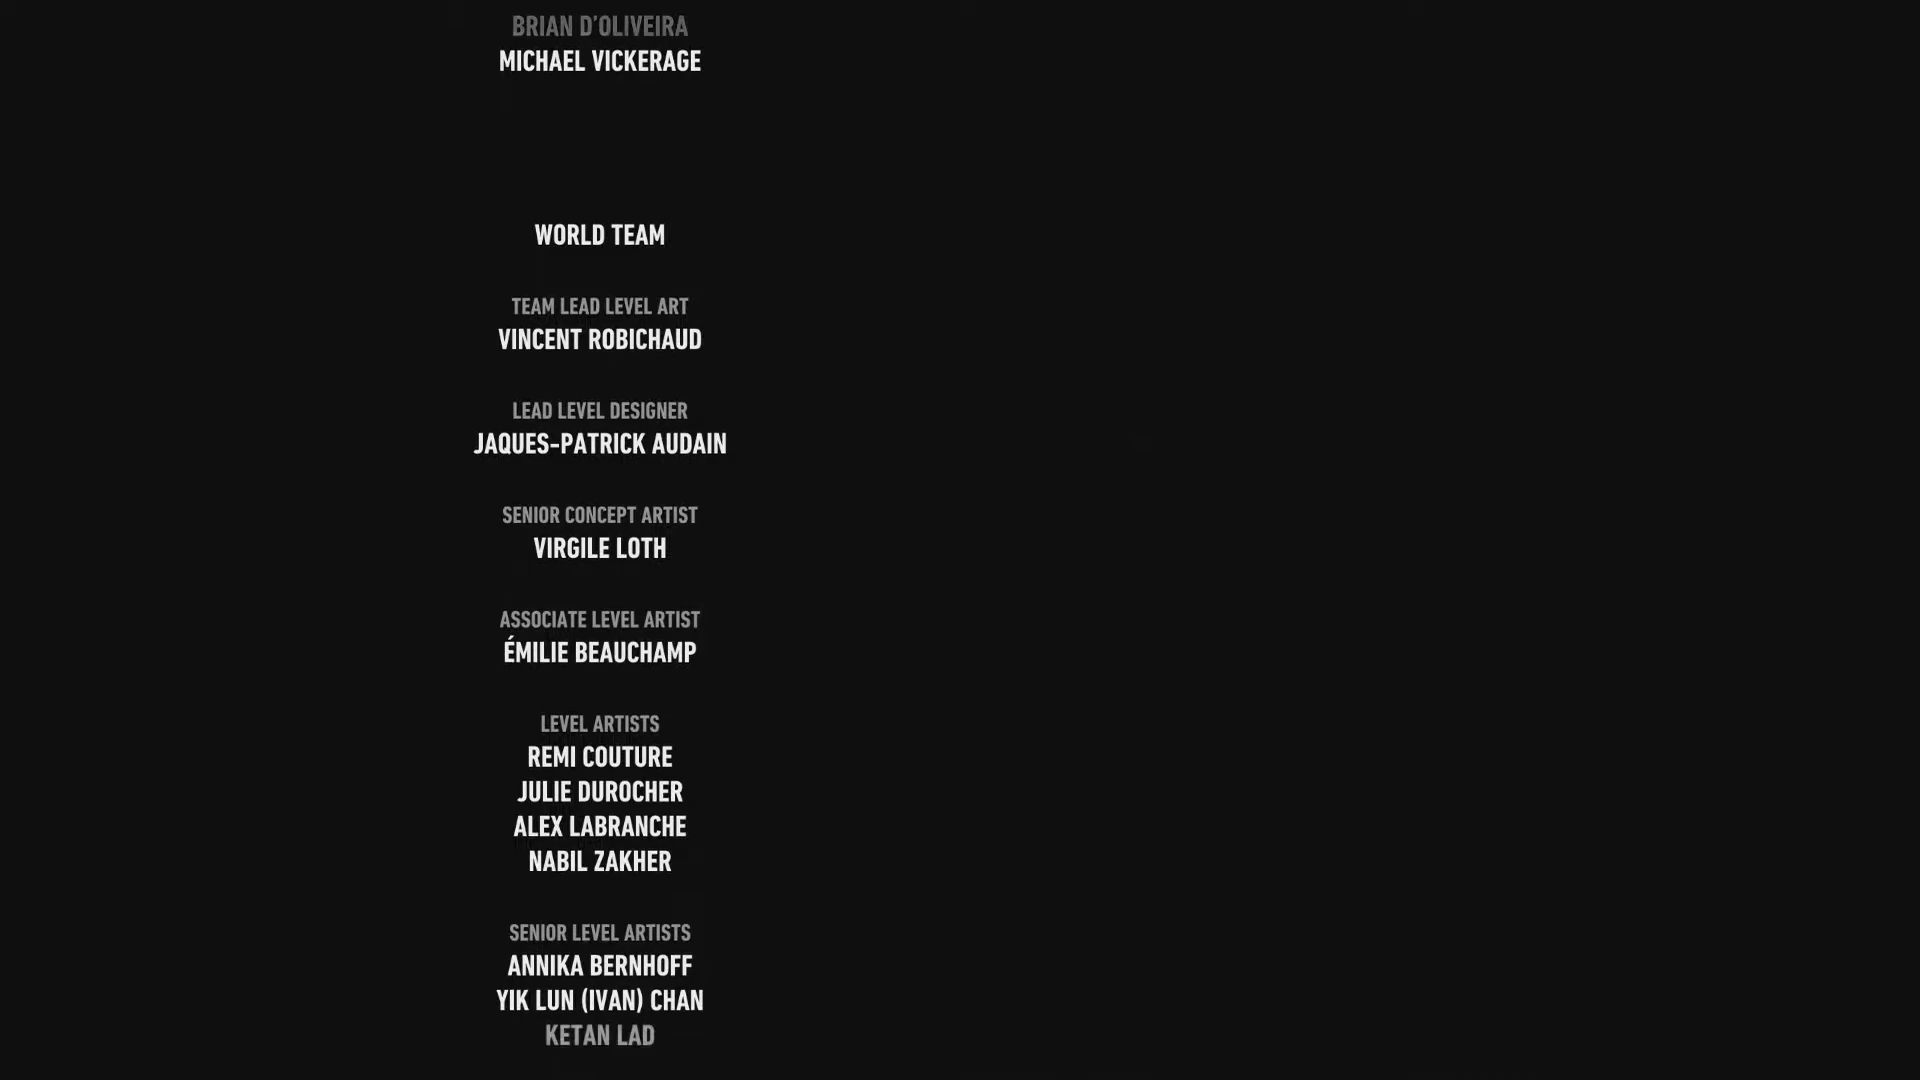 BRIAN D'OLIVEIRA
MICHAEL VICKERAGE
WORLD TEAM
TEAM LEAD LEVEL ART
VINCENT ROBICHAUD
LEAD LEVEL DESIGNER
JAQUES-PATRICK AUDAIN
SENIOR CONCEPT ARTIST
VIRGILE LOTH
ASSOCIATE LEVEL ARTIST
ÉMILIE BEAUCHAMP
LEVEL ARTISTS
REMI COUTURE
JULIE DUROCHER
ALEX LABRANCHE
NABIL ZAKHER
SENIOR LEVEL ARTISTS
ANNIKA BERNHOFF
YIK LUN (IVAN) CHAN
KETAN LAD